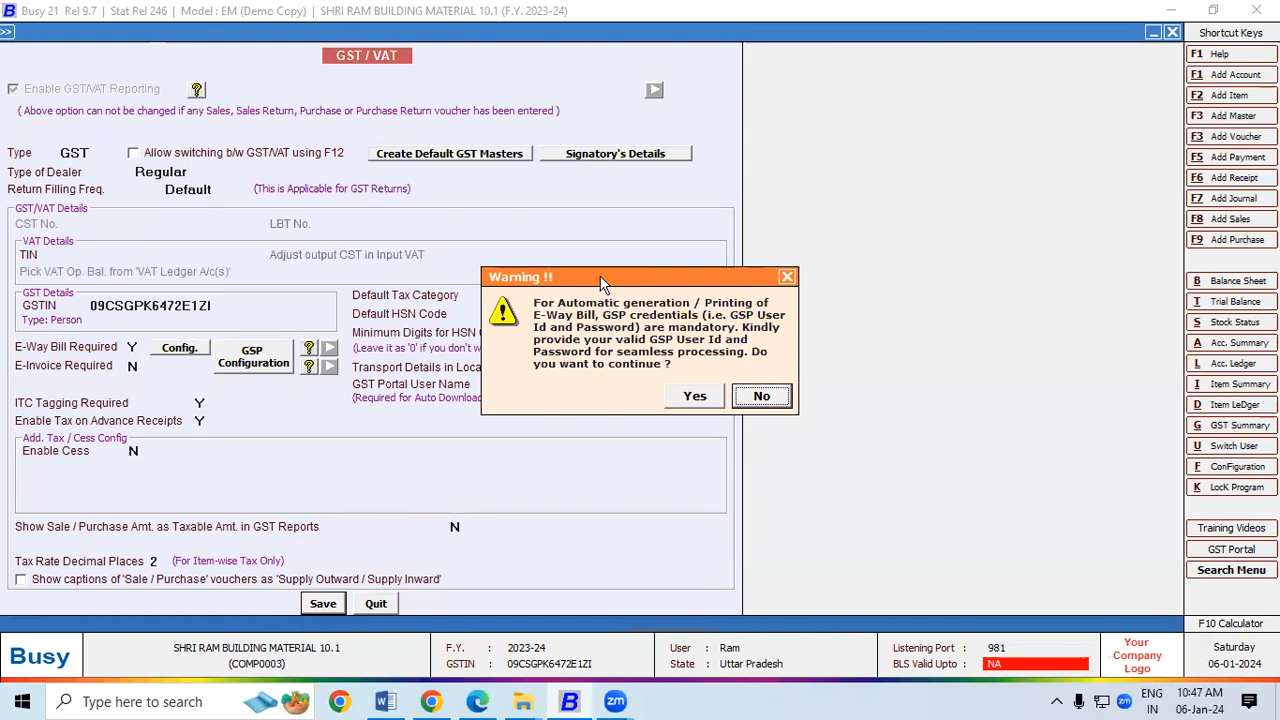 Busy 21 Rel 9.7 | Stat Rel 246 | Model : EM (Demo Copy) | SHRI RAM BUILDING MATERIAL 10.1 (F.Y. 2023-24)
>>
Shortcut Keys
GST / VAT
F1 Help
Enable GST/VAT Reporting ?
F1 Add Account
( Above option can not be changed if any Sales, Sales Return, Purchase or Purchase Return voucher has been entered )
F2 Add Item
F3 Add Master
F3 Add Voucher
Type GST Allow switching b/w GST/VAT using F12 Create Default GST Masters Signatory's Details
F5 Add Payment
Type of Dealer Regular
F6 Add Receipt
Return Filling Freq. Default (This is Applicable for GST Returns)
F7 Add Journal
GST/VAT Details
F8 Add Sales
CST No. LBT No.
F9 Add Purchase
VAT Details
TIN Adjust output CST in Input VAT
Pick VAT Op. Bal. from 'VAT Ledger A/c(s)'
B Balance Sheet
T Trial Balance
S Stock Status
A Acc. Summary
L Acc. Ledger
I Item Summary
D Item LeDger
G GST Summary
U Switch User
F ConFiguration
K LocK Program
GST Details
GSTIN 09CSGPK6472E1ZI
Type: Person
Default Tax Category
Default HSN Code
Minimum Digits for HSN
(Leave it as '0' if you don't w
Transport Details in Loca
GST Portal User Name
(Required for Auto Download
Warning !!
For Automatic generation / Printing of
E-Way Bill, GSP credentials (i.e. GSP User
Id and Password) are mandatory. Kindly
provide your valid GSP User Id and
Password for seamless processing. Do
you want to continue ?
Yes No
E-Way Bill Required Y Config. GSP Configuration ?
E-Invoice Required N ?
ITC Tagging Required Y
Enable Tax on Advance Receipts Y
Add. Tax / Cess Config
Enable Cess N
Show Sale / Purchase Amt. as Taxable Amt. in GST Reports N
Training Videos
GST Portal
Search Menu
Tax Rate Decimal Places 2 (For Item-wise Tax Only)
Show captions of 'Sale / Purchase' vouchers as 'Supply Outward / Supply Inward'
Save Quit
F10 Calculator
Busy
SHRI RAM BUILDING MATERIAL 10.1
(COMP0003)
F.Y. : 2023-24
GSTIN : 09CSGPK6472E1ZI
User : Ram
State : Uttar Pradesh
Listening Port : 981
BLS Valid Upto : NA
Your
Company
Logo
Saturday
06-01-2024
Type here to search
W B zm
zm
ENG
IN
10:47 AM
06-Jan-24